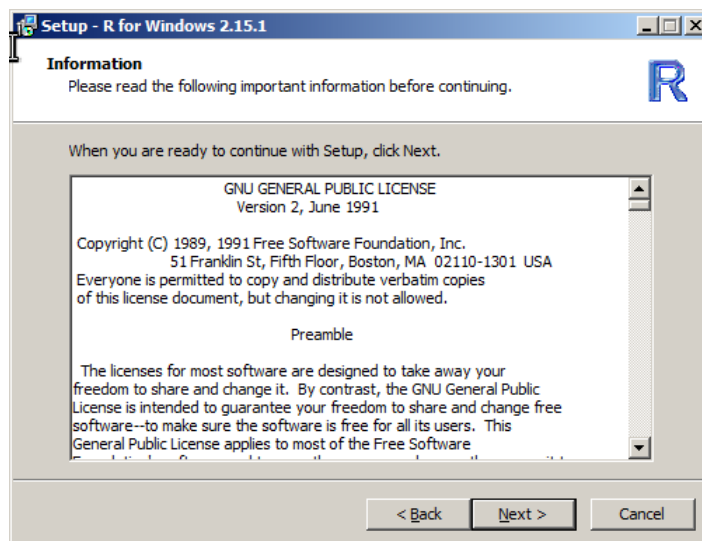 Setup - R for Windows 2.15.1
Information
Please read the following important information before continuing.
R
When you are ready to continue with Setup, click Next.
GNU GENERAL PUBLIC LICENSE
Version 2, June 1991
Copyright (C) 1989, 1991 Free Software Foundation, Inc.
51 Franklin St, Fifth Floor, Boston, MA 02110-1301 USA
Everyone is permitted to copy and distribute verbatim copies
of this license document, but changing it is not allowed.
Preamble
The licenses for most software are designed to take away your
freedom to share and change it. By contrast, the GNU General Public
License is intended to guarantee your freedom to share and change free
software--to make sure the software is free for all its users. This
General Public License applies to most of the Free Software
< Back
Next >
Cancel